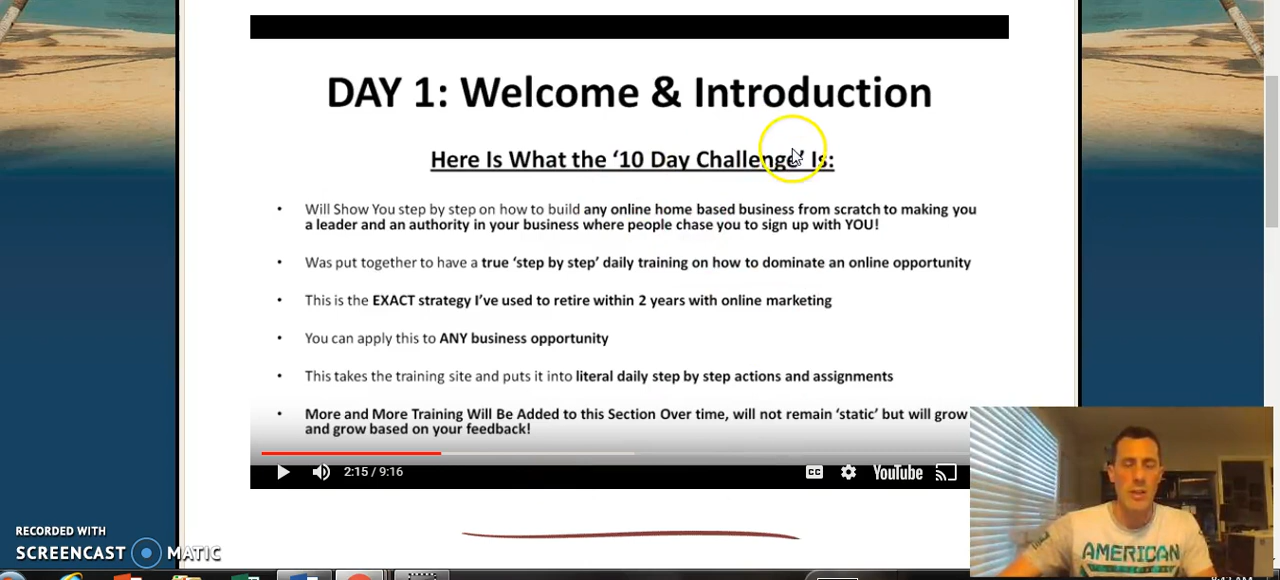 DAY 1: Welcome & Introduction
Here Is What the ‘10 Day Challenge’ Is:
• Will Show You step by step on how to build any online home based business from scratch to making you
a leader and an authority in your business where people chase you to sign up with YOU!
• Was put together to have a true ‘step by step’ daily training on how to dominate an online opportunity
• This is the EXACT strategy I’ve used to retire within 2 years with online marketing
• You can apply this to ANY business opportunity
• This takes the training site and puts it into literal daily step by step actions and assignments
• More and More Training Will Be Added to this Section Over time, will not remain ‘static’ but will grow
and grow based on your feedback!
2:15 / 9:16
CC
YouTube
RECORDED WITH
SCREENCAST MATIC
AMERICAN